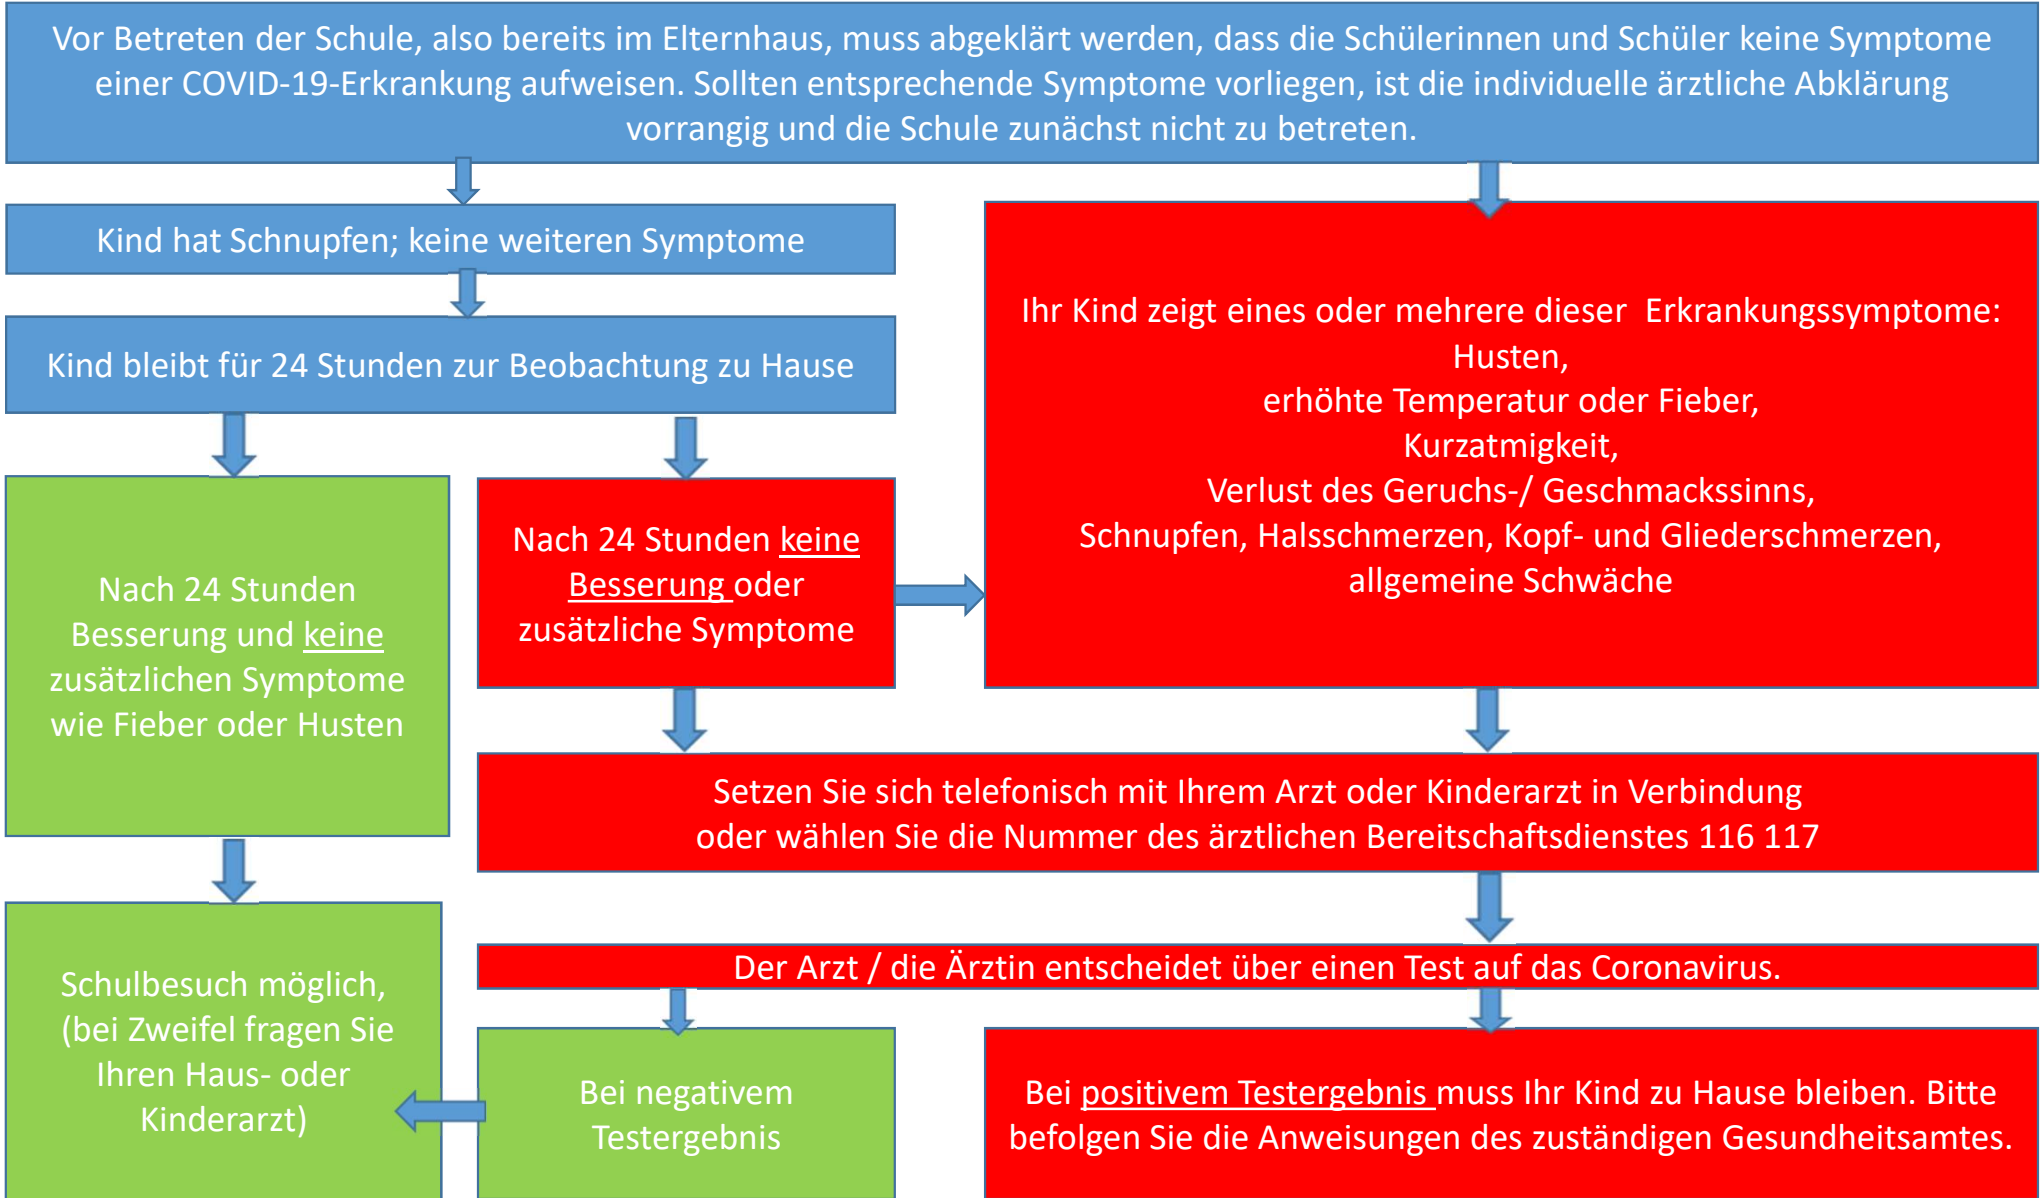 Vor Betreten der Schule, also bereits im Elternhaus, muss abgeklärt werden, dass die Schülerinnen und Schüler keine Symptome
einer COVID-19-Erkrankung aufweisen. Sollten entsprechende Symptome vorliegen, ist die individuelle ärztliche Abklärung
vorrangig und die Schule zunächst nicht zu betreten.
Kind hat Schnupfen; keine weiteren Symptome
Kind bleibt für 24 Stunden zur Beobachtung zu Hause
Nach 24 Stunden
Besserung und keine
zusätzlichen Symptome
wie Fieber oder Husten
Nach 24 Stunden keine
Besserung oder
zusätzliche Symptome
Ihr Kind zeigt eines oder mehrere dieser Erkrankungssymptome:
Husten,
erhöhte Temperatur oder Fieber,
Kurzatmigkeit,
Verlust des Geruchs-/ Geschmackssinns,
Schnupfen, Halsschmerzen, Kopf- und Gliederschmerzen,
allgemeine Schwäche
Setzen Sie sich telefonisch mit Ihrem Arzt oder Kinderarzt in Verbindung
oder wählen Sie die Nummer des ärztlichen Bereitschaftsdienstes 116 117
Der Arzt / die Ärztin entscheidet über einen Test auf das Coronavirus.
Schulbesuch möglich,
(bei Zweifel fragen Sie
Ihren Haus- oder
Kinderarzt)
Bei negativem
Testergebnis
Bei positivem Testergebnis muss Ihr Kind zu Hause bleiben. Bitte
befolgen Sie die Anweisungen des zuständigen Gesundheitsamtes.